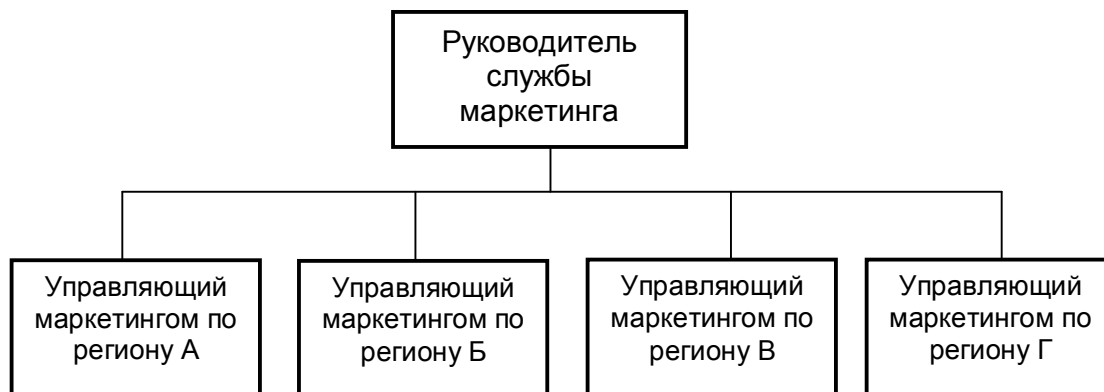 Руководитель
службы
маркетинга
Управляющий
маркетингом по
региону А
Управляющий
маркетингом по
региону Б
Управляющий
маркетингом по
региону В
Управляющий
маркетингом по
региону Г